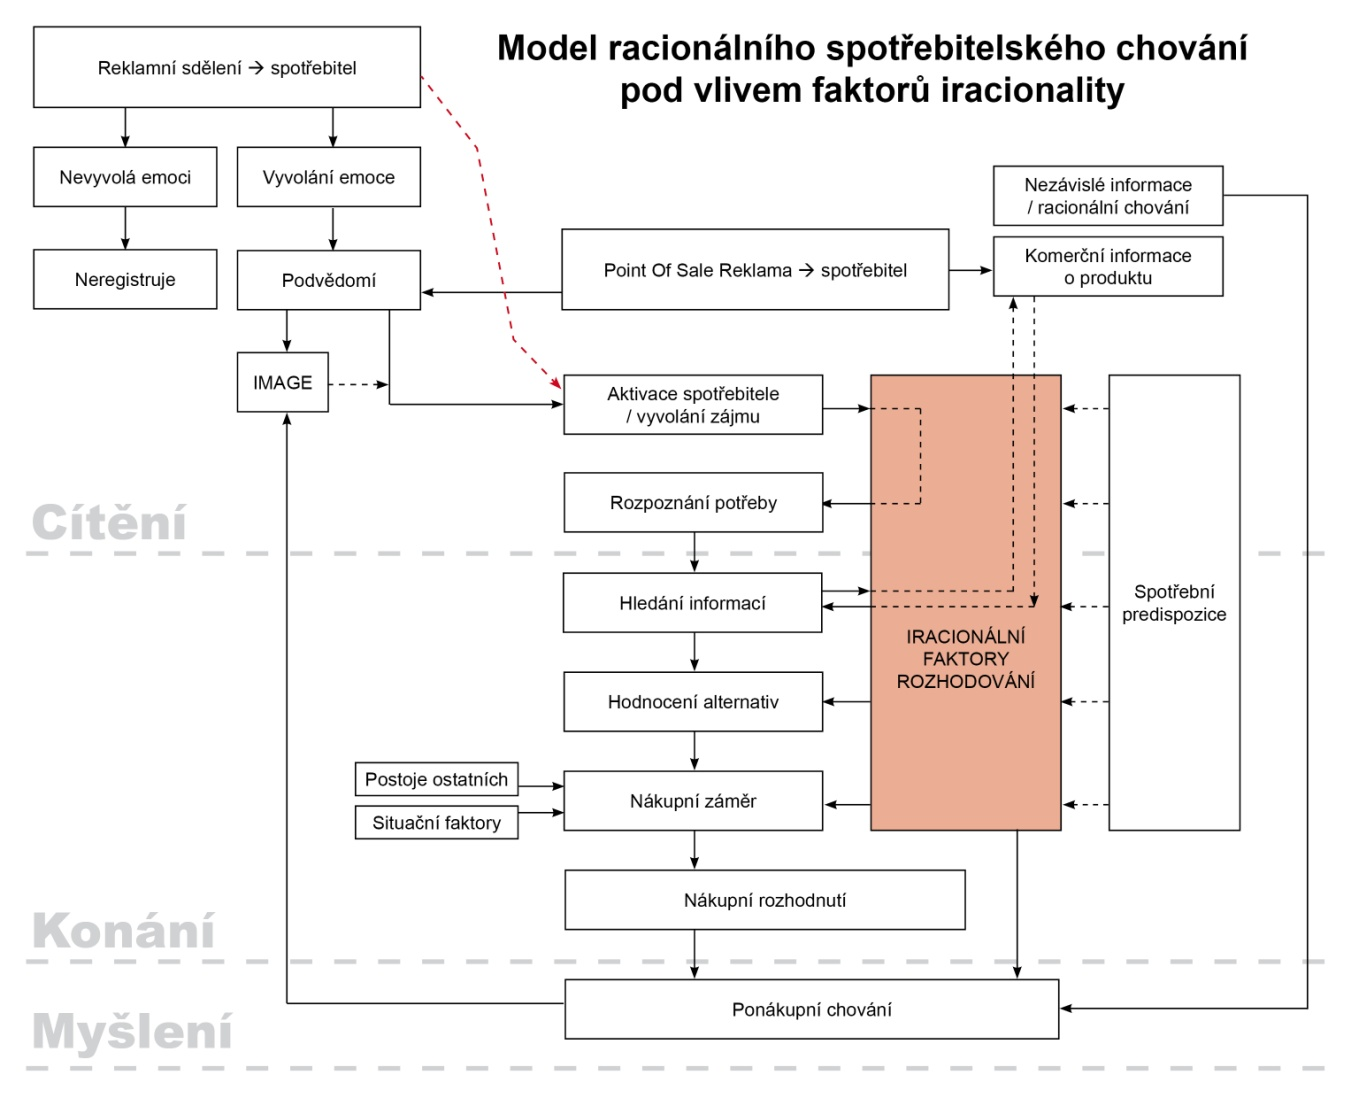 Model racionálního spotřebitelského chování
pod vlivem faktorů iracionality
Reklamní sdělení → spotřebitel
Nevyvolá emoci
Vyvolání emoce
Neregistruje
Podvědomí
IMAGE
Point Of Sale Reklama → spotřebitel
Nezávislé informace
/ racionální chování
Komerční informace
o produktu
Aktivace spotřebitele
/ vyvolání zájmu
Rozpoznání potřeby
Cítění
Hledání informací
IRACIONÁLNÍ
FAKTORY
ROZHODOVÁNÍ
Spotřební
predispozice
Hodnocení alternativ
Postoje ostatních
Situační faktory
Nákupní záměr
Nákupní rozhodnutí
Konání
Ponákupní chování
Myšlení